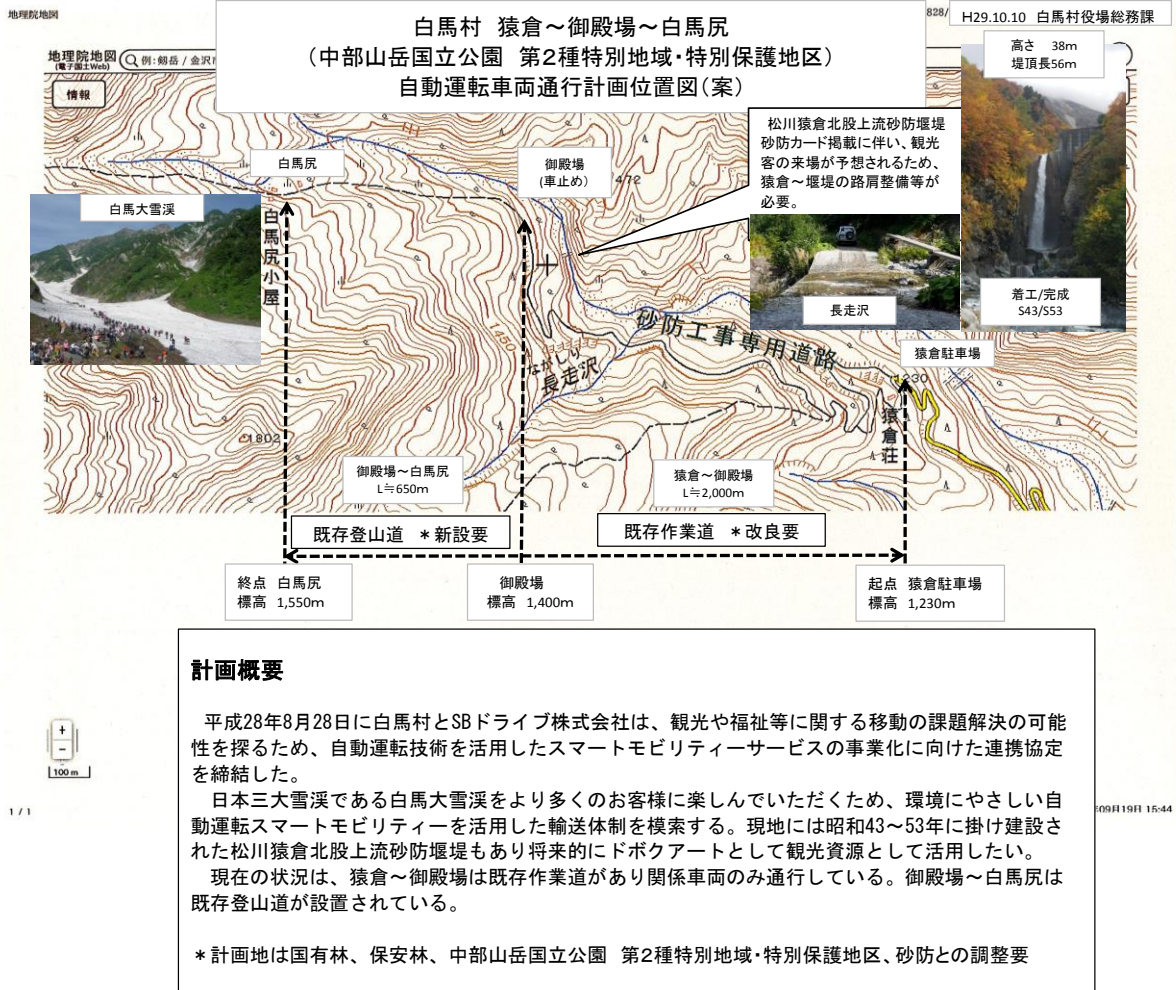 地理院地図
828/
H29.10.10 白馬村役場総務課
白馬村 猿倉～御殿場～白馬尻
（中部山岳国立公園 第2種特別地域・特別保護地区）
自動運転車両通行計画位置図（案）
地理院地図
(電子国土Web)
例：剱岳 / 金沢市
情報
高さ 38m
堤頂長56m
松川猿倉北股上流砂防堰堤
砂防カード掲載に伴い、観光
客の来場が予想されるため、
猿倉～堰堤の路肩整備等が
必要。
白馬尻
御殿場
(車止め）
1472
白馬大雪渓
白馬尻小屋
長走沢
着工/完成
S43/S53
砂防工事専用道路
猿倉駐車場
1450
ながしり
長走沢
1230
猿倉荘
1802
御殿場～白馬尻
L≒650m
猿倉～御殿場
L≒2,000m
既存登山道 ＊新設要
既存作業道 ＊改良要
終点 白馬尻
標高 1,550m
御殿場
標高 1,400m
起点 猿倉駐車場
標高 1,230m
計画概要
平成28年8月28日に白馬村とSBドライブ株式会社は、観光や福祉等に関する移動の課題解決の可能
性を探るため、自動運転技術を活用したスマートモビリティーサービスの事業化に向けた連携協定
を締結した。
日本三大雪渓である白馬大雪渓をより多くのお客様に楽しんでいただくため、環境にやさしい自
動運転スマートモビリティーを活用した輸送体制を模索する。現地には昭和43～53年に掛け建設さ
れた松川猿倉北股上流砂防堰堤もあり将来的にドボクアートとして観光資源として活用したい。
現在の状況は、猿倉～御殿場は既存作業道があり関係車両のみ通行している。御殿場～白馬尻は
既存登山道が設置されている。
＊計画地は国有林、保安林、中部山岳国立公園 第2種特別地域・特別保護地区、砂防との調整要
+
−
100 m
1 / 1
09月19日 15:44